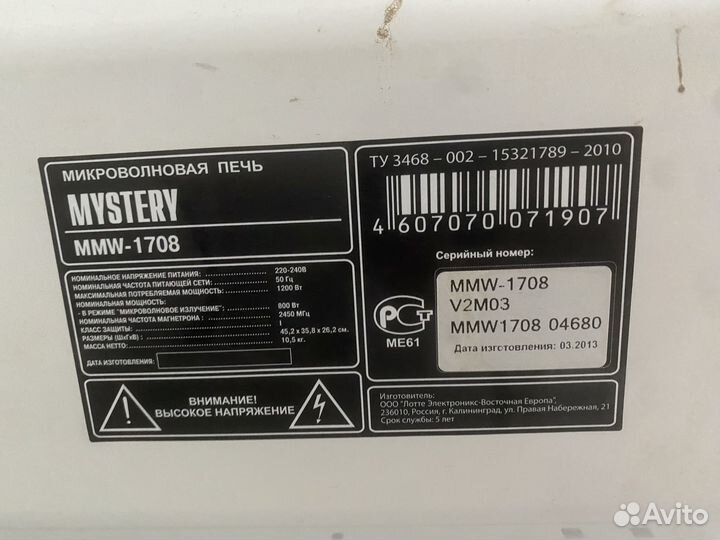 МИКРОВОЛНОВАЯ ПЕЧЬ
MYSTERY
MMW-1708
НОМИНАЛЬНОЕ НАПРЯЖЕНИЕ ПИТАНИЯ: 220-240В
НОМИНАЛЬНАЯ ЧАСТОТА ПИТАЮЩЕЙ СЕТИ: 50 Гц
МАКСИМАЛЬНАЯ ПОТРЕБЛЯЕМАЯ МОЩНОСТЬ: 1200 Вт
НОМИНАЛЬНАЯ МОЩНОСТЬ:
- В РЕЖИМЕ "МИКРОВОЛНОВОЕ ИЗЛУЧЕНИЕ" 800 Вт
НОМИНАЛЬНАЯ ЧАСТОТА МАГНЕТРОНА: 2450 МГц
КЛАСС ЗАЩИТЫ: I
РАЗМЕРЫ (ШхГхВ) 45,2 х 35,8 х 26,2 см.
МАССА НЕТТО: 10,5 кг.
ДАТА ИЗГОТОВЛЕНИЯ:
ВНИМАНИЕ!
ВЫСОКОЕ НАПРЯЖЕНИЕ
ТУ 3468 – 002 – 15321789 – 2010
4 607070 071907
Серийный номер:
MMW-1708
V2M03
MMW1708 04680
Дата изготовления: 03.2013
РСТ
ME61
Изготовитель:
ООО "Лотте Электроникс-Восточная Европа",
236010, Россия, г. Калининград, ул. Правая Набережная, 21
Срок службы: 5 лет
Avito